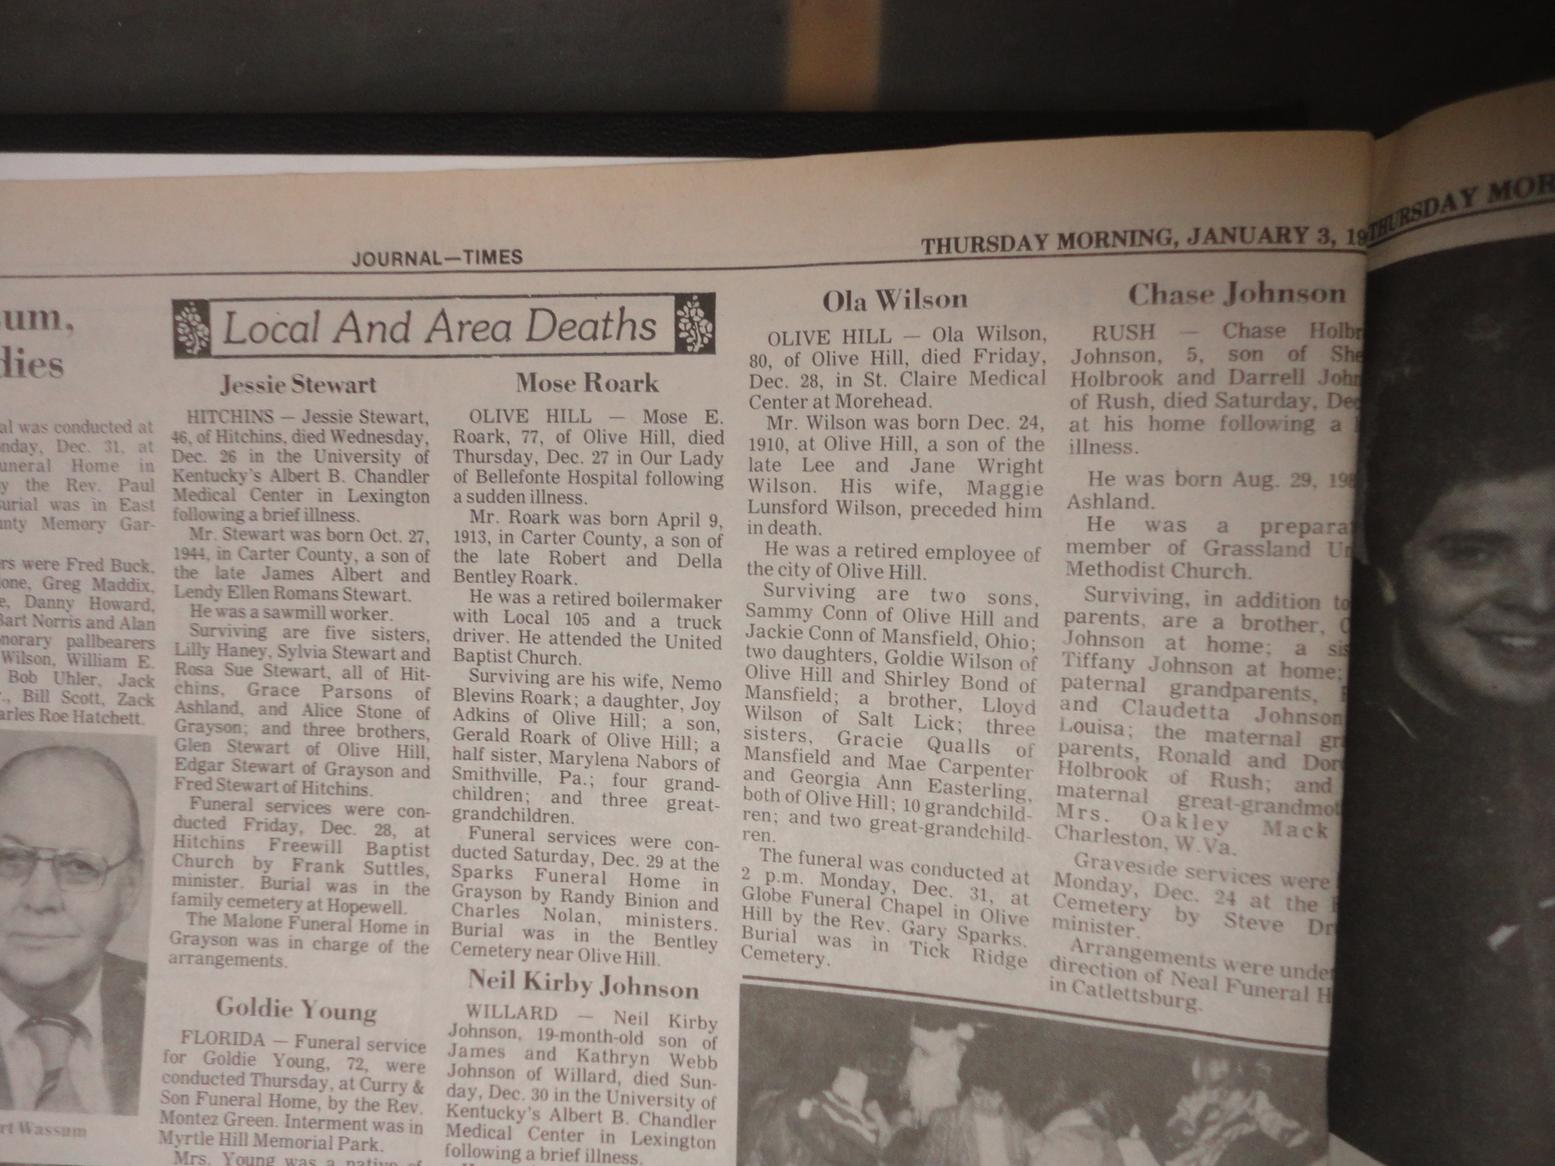 JOURNAL—TIMES
THURSDAY MORNING, JANUARY 3, 19
THURSDAY MOR
um,
dies
al was conducted at
nday, Dec. 31, at
uneral Home in
y the Rev. Paul
urial was in East
nty Memory Gar-
rs were Fred Buck,
one, Greg Maddix,
e, Danny Howard,
Bart Norris and Alan
norary pallbearers
Wilson, William E.
Bob Uhler, Jack
., Bill Scott, Zack
arles Roe Hatchett.
rt Wassum
Local And Area Deaths
Jessie Stewart
HITCHINS — Jessie Stewart,
46, of Hitchins, died Wednesday,
Dec. 26 in the University of
Kentucky's Albert B. Chandler
Medical Center in Lexington
following a brief illness.
Mr. Stewart was born Oct. 27,
1944, in Carter County, a son of
the late James Albert and
Lendy Ellen Romans Stewart.
He was a sawmill worker.
Surviving are five sisters,
Lilly Haney, Sylvia Stewart and
Rosa Sue Stewart, all of Hit-
chins, Grace Parsons of
Ashland, and Alice Stone of
Grayson; and three brothers,
Glen Stewart of Olive Hill,
Edgar Stewart of Grayson and
Fred Stewart of Hitchins.
Funeral services were con-
ducted Friday, Dec. 28, at
Hitchins Freewill Baptist
Church by Frank Suttles,
minister. Burial was in the
family cemetery at Hopewell.
The Malone Funeral Home in
Grayson was in charge of the
arrangements.
Goldie Young
FLORIDA — Funeral service
for Goldie Young, 72, were
conducted Thursday, at Curry &
Son Funeral Home, by the Rev.
Montez Green. Interment was in
Myrtle Hill Memorial Park.
Mrs. Young was a native of
Mose Roark
OLIVE HILL — Mose E.
Roark, 77, of Olive Hill, died
Thursday, Dec. 27 in Our Lady
of Bellefonte Hospital following
a sudden illness.
Mr. Roark was born April 9,
1913, in Carter County, a son of
the late Robert and Della
Bentley Roark.
He was a retired boilermaker
with Local 105 and a truck
driver. He attended the United
Baptist Church.
Surviving are his wife, Nemo
Blevins Roark; a daughter, Joy
Adkins of Olive Hill; a son,
Gerald Roark of Olive Hill; a
half sister, Marylena Nabors of
Smithville, Pa.; four grand-
children; and three great-
grandchildren.
Funeral services were con-
ducted Saturday, Dec. 29 at the
Sparks Funeral Home in
Grayson by Randy Binion and
Charles Nolan, ministers.
Burial was in the Bentley
Cemetery near Olive Hill.
Neil Kirby Johnson
WILLARD — Neil Kirby
Johnson, 19-month-old son of
James and Kathryn Webb
Johnson of Willard, died Sun-
day, Dec. 30 in the University of
Kentucky's Albert B. Chandler
Medical Center in Lexington
following a brief illness.
Ola Wilson
OLIVE HILL — Ola Wilson,
80, of Olive Hill, died Friday,
Dec. 28, in St. Claire Medical
Center at Morehead.
Mr. Wilson was born Dec. 24,
1910, at Olive Hill, a son of the
late Lee and Jane Wright
Wilson. His wife, Maggie
Lunsford Wilson, preceded him
in death.
He was a retired employee of
the city of Olive Hill.
Surviving are two sons,
Sammy Conn of Olive Hill and
Jackie Conn of Mansfield, Ohio;
two daughters, Goldie Wilson of
Olive Hill and Shirley Bond of
Mansfield; a brother, Lloyd
Wilson of Salt Lick; three
sisters, Gracie Qualls of
Mansfield and Mae Carpenter
and Georgia Ann Easterling,
both of Olive Hill; 10 grandchild-
ren; and two great-grandchild-
ren.
The funeral was conducted at
2 p.m. Monday, Dec. 31, at
Globe Funeral Chapel in Olive
Hill by the Rev. Gary Sparks.
Burial was in Tick Ridge
Cemetery.
Chase Johnson
RUSH — Chase Holbr
Johnson, 5, son of She
Holbrook and Darrell John
of Rush, died Saturday, Dec
at his home following a
illness.
He was born Aug. 29, 198
Ashland.
He was a prepara
member of Grassland Un
Methodist Church.
Surviving, in addition to
parents, are a brother, C
Johnson at home; a sis
Tiffany Johnson at home;
paternal grandparents,
and Claudetta Johnson
Louisa; the maternal gr
parents, Ronald and Dor
Holbrook of Rush; and
maternal great-grandmot
Mrs. Oakley Mack
Charleston, W.Va.
Graveside services were
Monday, Dec. 24 at the
Cemetery by Steve Dr
minister.
Arrangements were unde
direction of Neal Funeral H
in Catlettsburg.